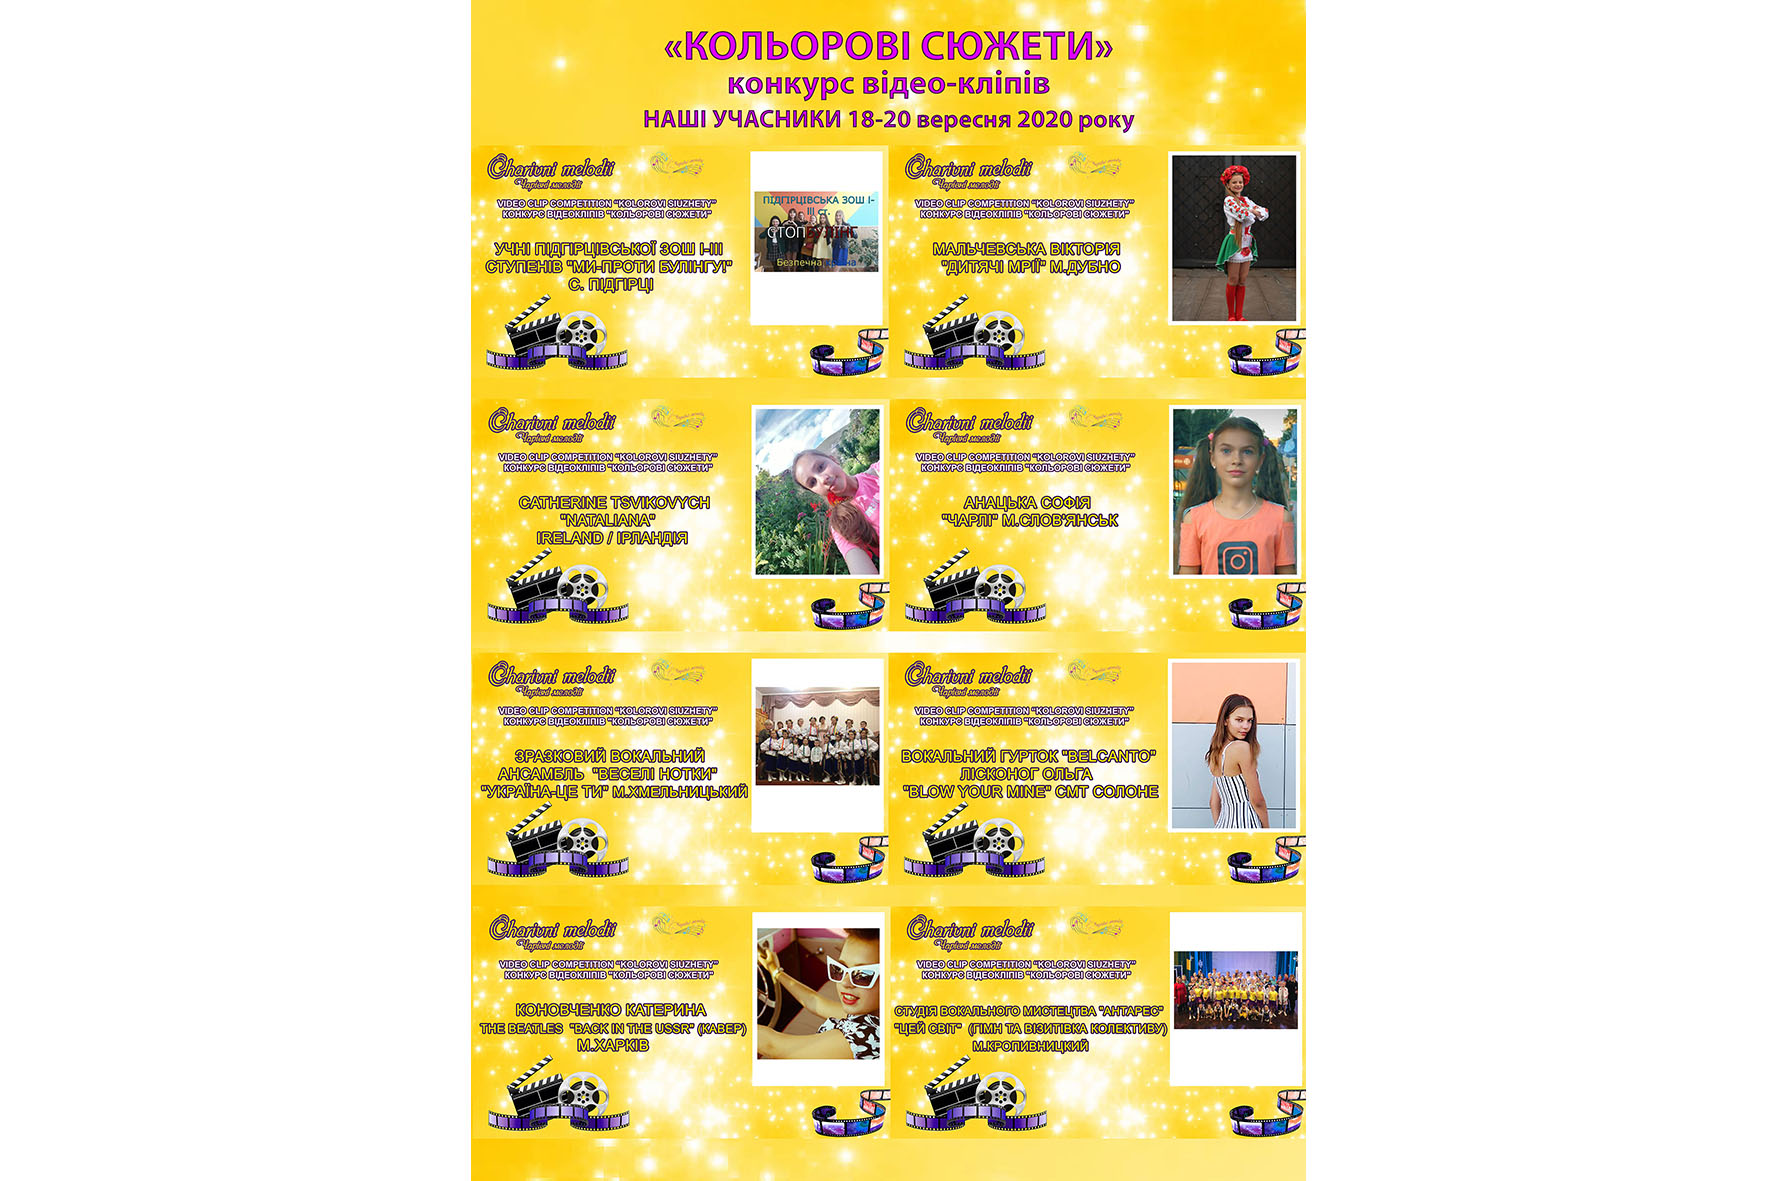 «КОЛЬОРОВІ СЮЖЕТИ»
конкурс відео-кліпів
НАШІ УЧАСНИКИ 18-20 вересня 2020 року
Charivni melodii
Чарівні мелодії
VIDEO CLIP COMPETITION "KOLOROVI SIUZHETY"
КОНКУРС ВІДЕОКЛІПІВ "КОЛЬОРОВІ СЮЖЕТИ"
УЧНІ ПІДГІРЦІВСЬКОЇ ЗОШ І-ІІІ
СТУПЕНІВ "МИ-ПРОТИ БУЛІНГУ!"
С. ПІДГІРЦІ
ПІДГІРЦІВСЬКА ЗОШ І-
ІІІ ст.
СТОПБУЛІНГ
Безпечна
Charivni melodii
Чарівні мелодії
VIDEO CLIP COMPETITION "KOLOROVI SIUZHETY"
КОНКУРС ВІДЕОКЛІПІВ "КОЛЬОРОВІ СЮЖЕТИ"
МАЛЬЧЕВСЬКА ВІКТОРІЯ
"ДИТЯЧІ МРІЇ" М.ДУБНО
Charivni melodii
Чарівні мелодії
VIDEO CLIP COMPETITION "KOLOROVI SIUZHETY"
КОНКУРС ВІДЕОКЛІПІВ "КОЛЬОРОВІ СЮЖЕТИ"
CATHERINE TSVIKOVYCH
"NATALIANA"
IRELAND / ІРЛАНДІЯ
Charivni melodii
Чарівні мелодії
VIDEO CLIP COMPETITION "KOLOROVI SIUZHETY"
КОНКУРС ВІДЕОКЛІПІВ "КОЛЬОРОВІ СЮЖЕТИ"
АНАЦЬКА СОФІЯ
"ЧАРЛІ" М.СЛОВ'ЯНСЬК
Charivni melodii
Чарівні мелодії
VIDEO CLIP COMPETITION "KOLOROVI SIUZHETY"
КОНКУРС ВІДЕОКЛІПІВ "КОЛЬОРОВІ СЮЖЕТИ"
ЗРАЗКОВИЙ ВОКАЛЬНИЙ
АНСАМБЛЬ "ВЕСЕЛІ НОТКИ"
"УКРАЇНА-ЦЕ ТИ" М.ХМЕЛЬНИЦЬКИЙ
Charivni melodii
Чарівні мелодії
VIDEO CLIP COMPETITION "KOLOROVI SIUZHETY"
КОНКУРС ВІДЕОКЛІПІВ "КОЛЬОРОВІ СЮЖЕТИ"
ВОКАЛЬНИЙ ГУРТОК "BELCANTO"
ЛІСКОНОГ ОЛЬГА
"BLOW YOUR MINE" СМТ СОЛОНЕ
Charivni melodii
Чарівні мелодії
VIDEO CLIP COMPETITION "KOLOROVI SIUZHETY"
КОНКУРС ВІДЕОКЛІПІВ "КОЛЬОРОВІ СЮЖЕТИ"
КОНОВЧЕНКО КАТЕРИНА
THE BEATLES "BACK IN THE USSR" (КАВЕР)
М.ХАРКІВ
Charivni melodii
Чарівні мелодії
VIDEO CLIP COMPETITION "KOLOROVI SIUZHETY"
КОНКУРС ВІДЕОКЛІПІВ "КОЛЬОРОВІ СЮЖЕТИ"
СТУДІЯ ВОКАЛЬНОГО МИСТЕЦТВА "АНТАРЕС"
"ЦЕЙ СВІТ" (ГІМН ТА ВІЗИТІВКА КОЛЕКТИВУ)
М.КРОПИВНИЦКИЙ